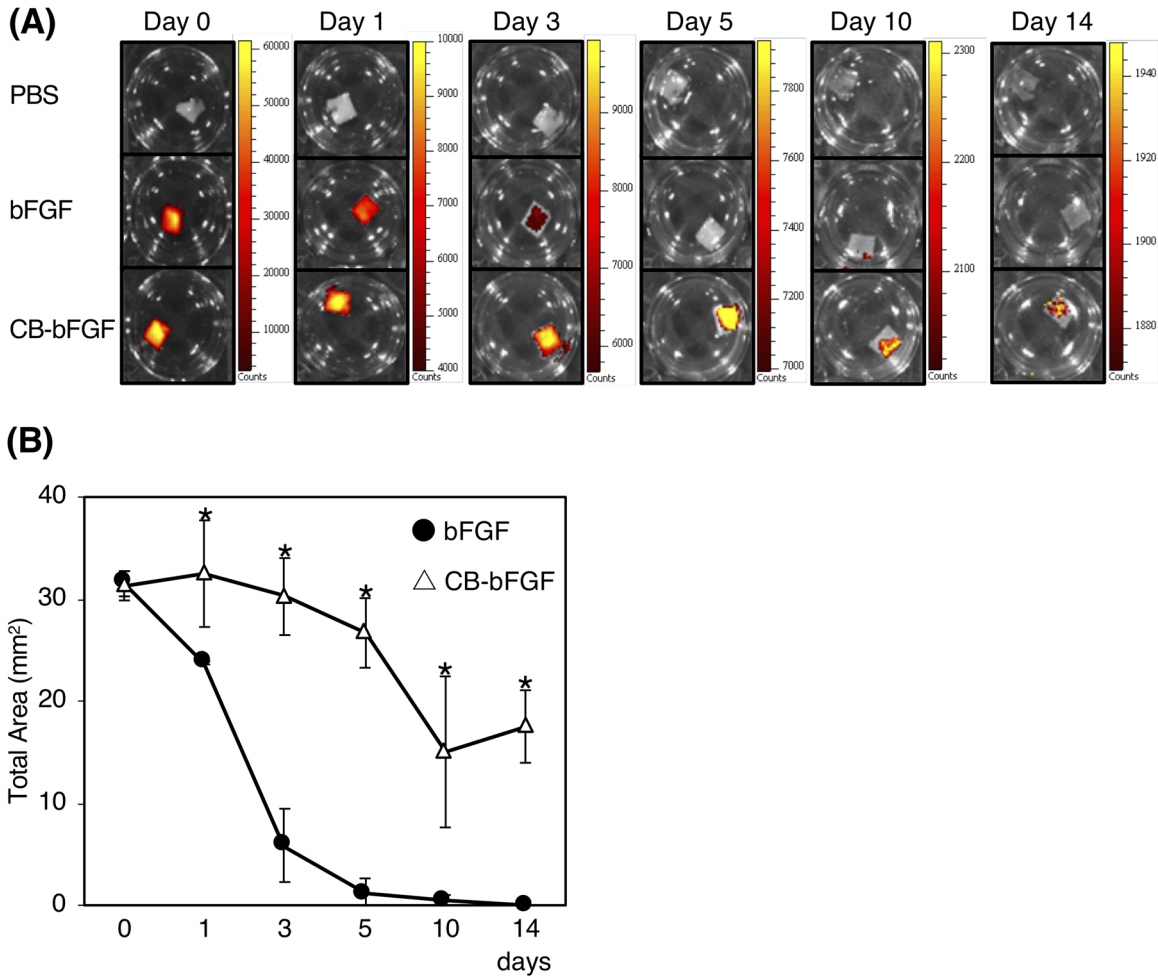 (A)
Day 0 Day 1 Day 3 Day 5 Day 10 Day 14
PBS
bFGF
CB-bFGF
60000
50000
40000
30000
20000
10000
Counts
10000
9000
8000
7000
6000
5000
4000
Counts
9000
8000
7000
6000
Counts
7800
7600
7400
7200
7000
Counts
2300
2200
2100
Counts
1940
1920
1900
1880
Counts
(B)
Total Area (mm²)
40
30
20
10
0
* * * * *
bFGF
CB-bFGF
0 1 3 5 10 14
days